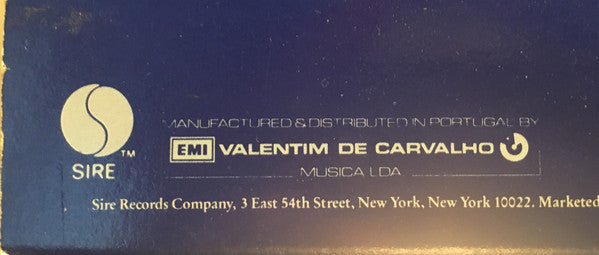 MANUFACTURED & DISTRIBUTED IN PORTUGAL BY
EMI VALENTIM DE CARVALHO
MUSICA LDA
SIRE TM
Sire Records Company, 3 East 54th Street, New York, New York 10022. Marketed